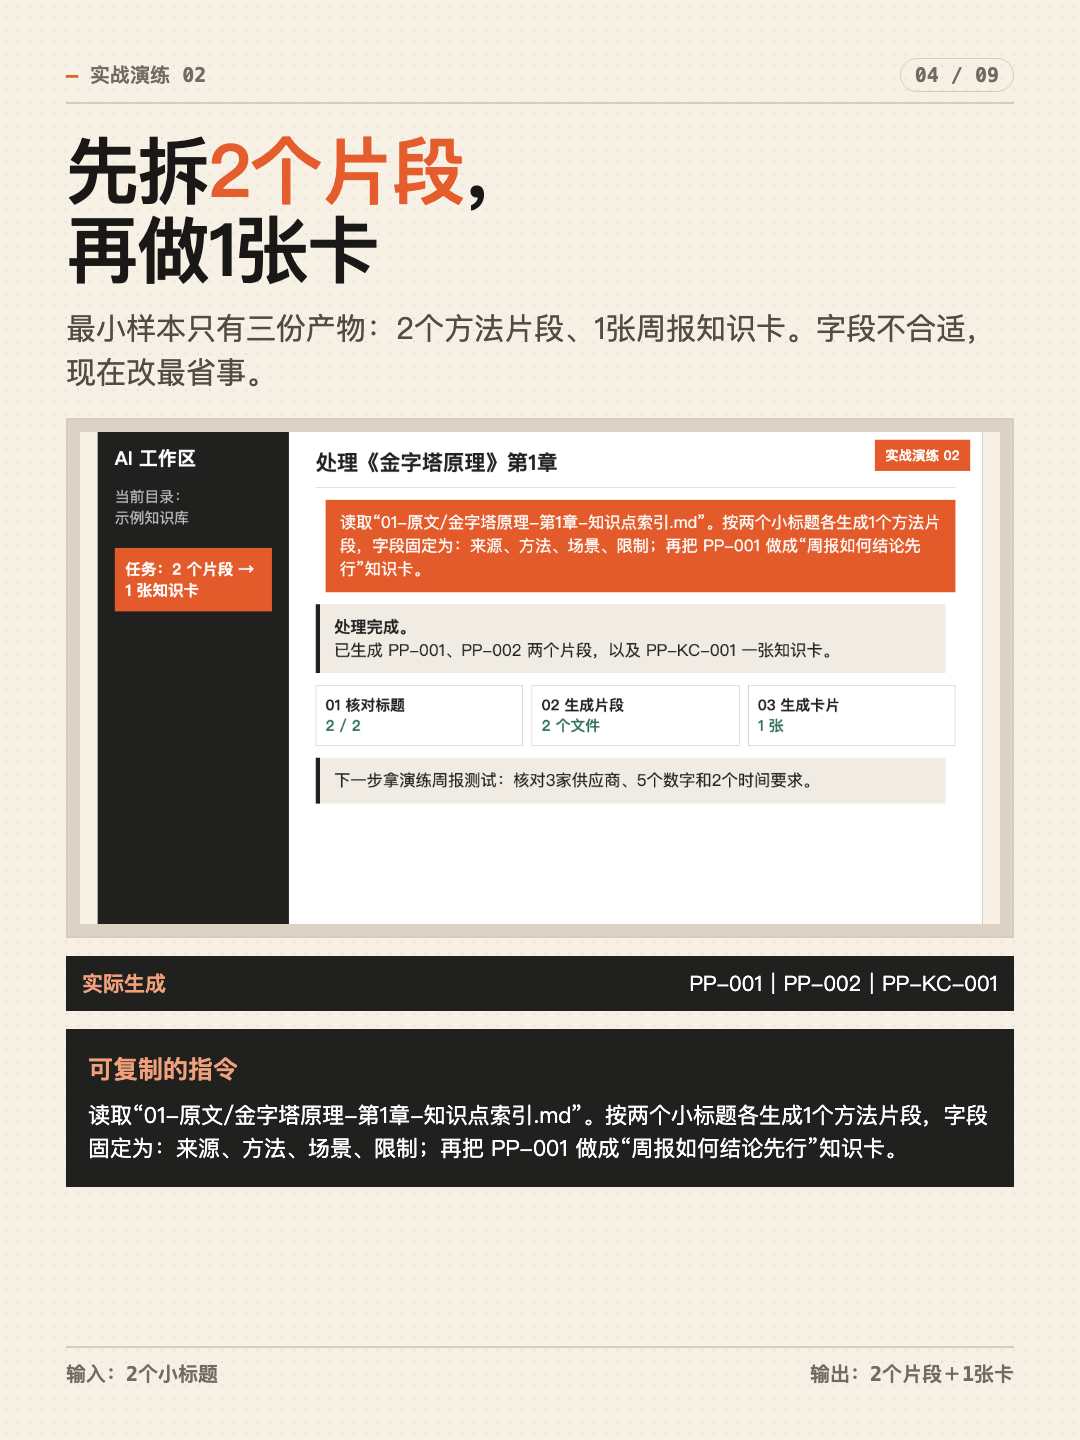 — 实战演练 02
04 / 09
先拆2个片段，
再做1张卡
最小样本只有三份产物：2个方法片段、1张周报知识卡。字段不合适，
现在改最省事。
AI 工作区
当前目录：
示例知识库
任务：2 个片段 →
1 张知识卡
处理《金字塔原理》第1章
实战演练 02
读取“01-原文/金字塔原理-第1章-知识点索引.md”。按两个小标题各生成1个方法片
段，字段固定为：来源、方法、场景、限制；再把 PP-001 做成“周报如何结论先
行”知识卡。
处理完成。
已生成 PP-001、PP-002 两个片段，以及 PP-KC-001 一张知识卡。
01 核对标题
2 / 2
02 生成片段
2 个文件
03 生成卡片
1 张
下一步拿演练周报测试：核对3家供应商、5个数字和2个时间要求。
实际生成
PP-001 | PP-002 | PP-KC-001
可复制的指令
读取“01-原文/金字塔原理-第1章-知识点索引.md”。按两个小标题各生成1个方法片段，字段
固定为：来源、方法、场景、限制；再把 PP-001 做成“周报如何结论先行”知识卡。
输入：2个小标题
输出：2个片段＋1张卡